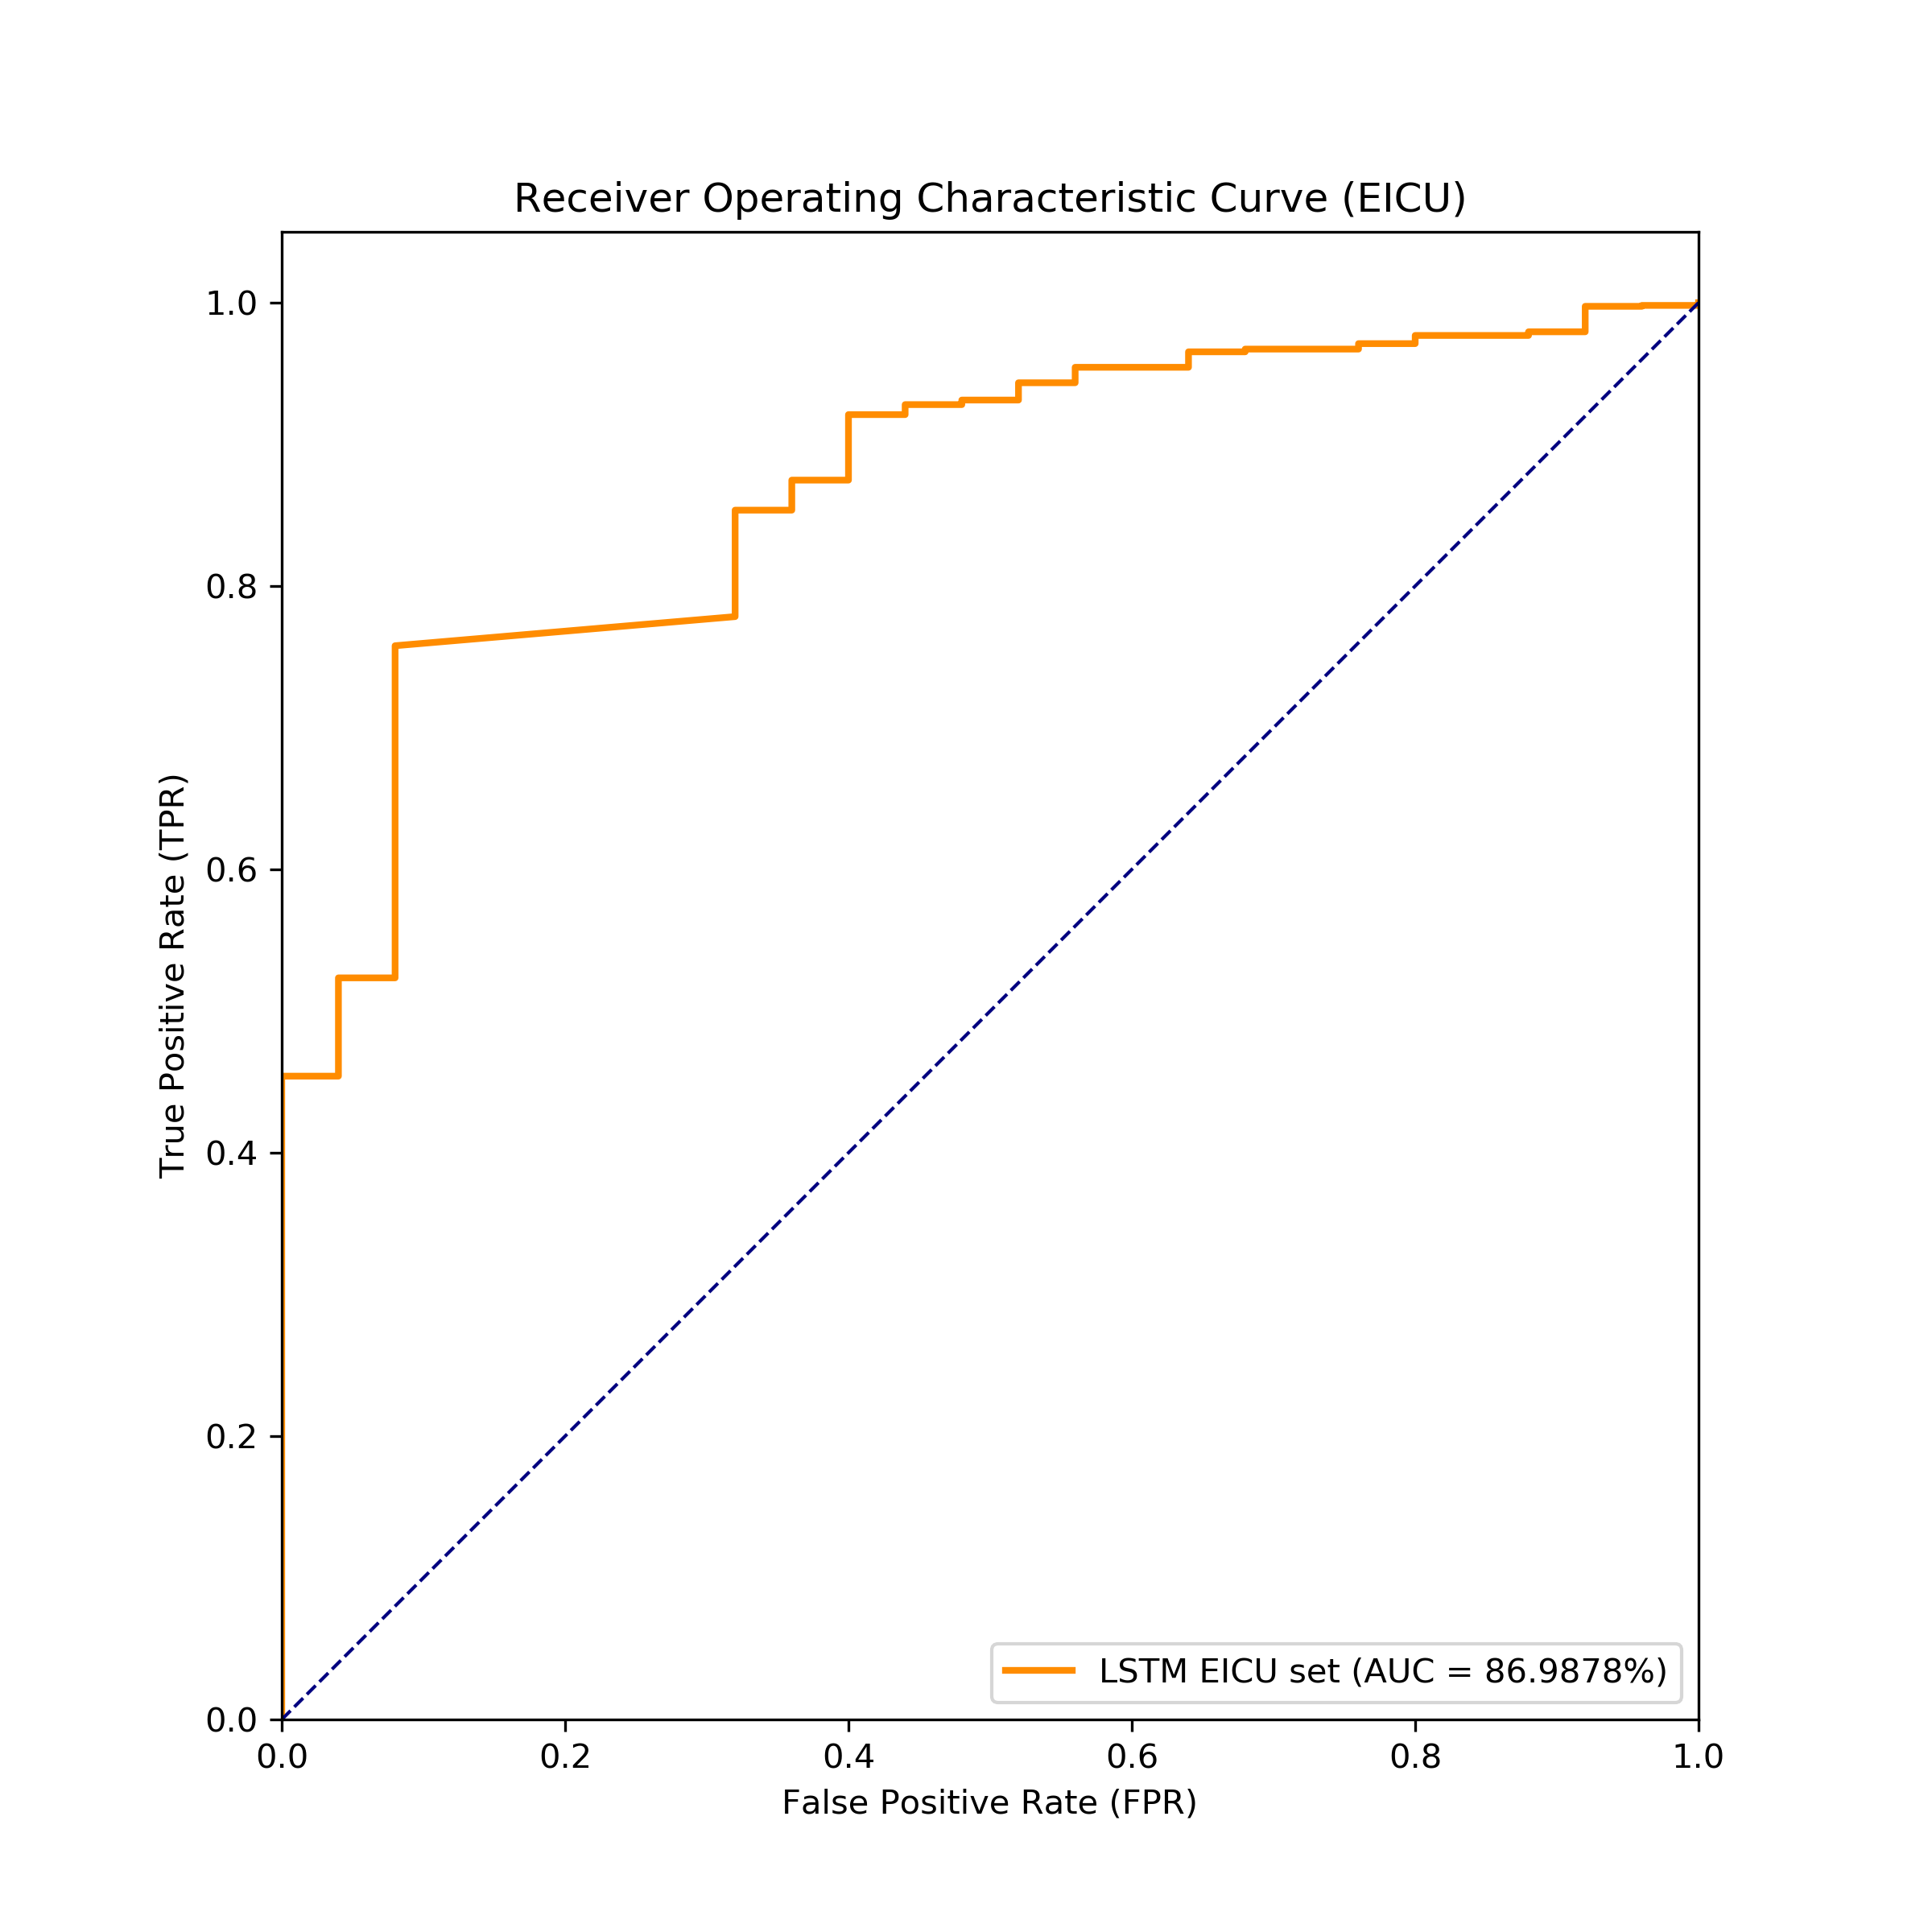 Receiver Operating Characteristic Curve (EICU)
True Positive Rate (TPR)
1.0
0.8
0.6
0.4
0.2
0.0
LSTM EICU set (AUC = 86.9878%)
0.0 0.2 0.4 0.6 0.8 1.0
False Positive Rate (FPR)